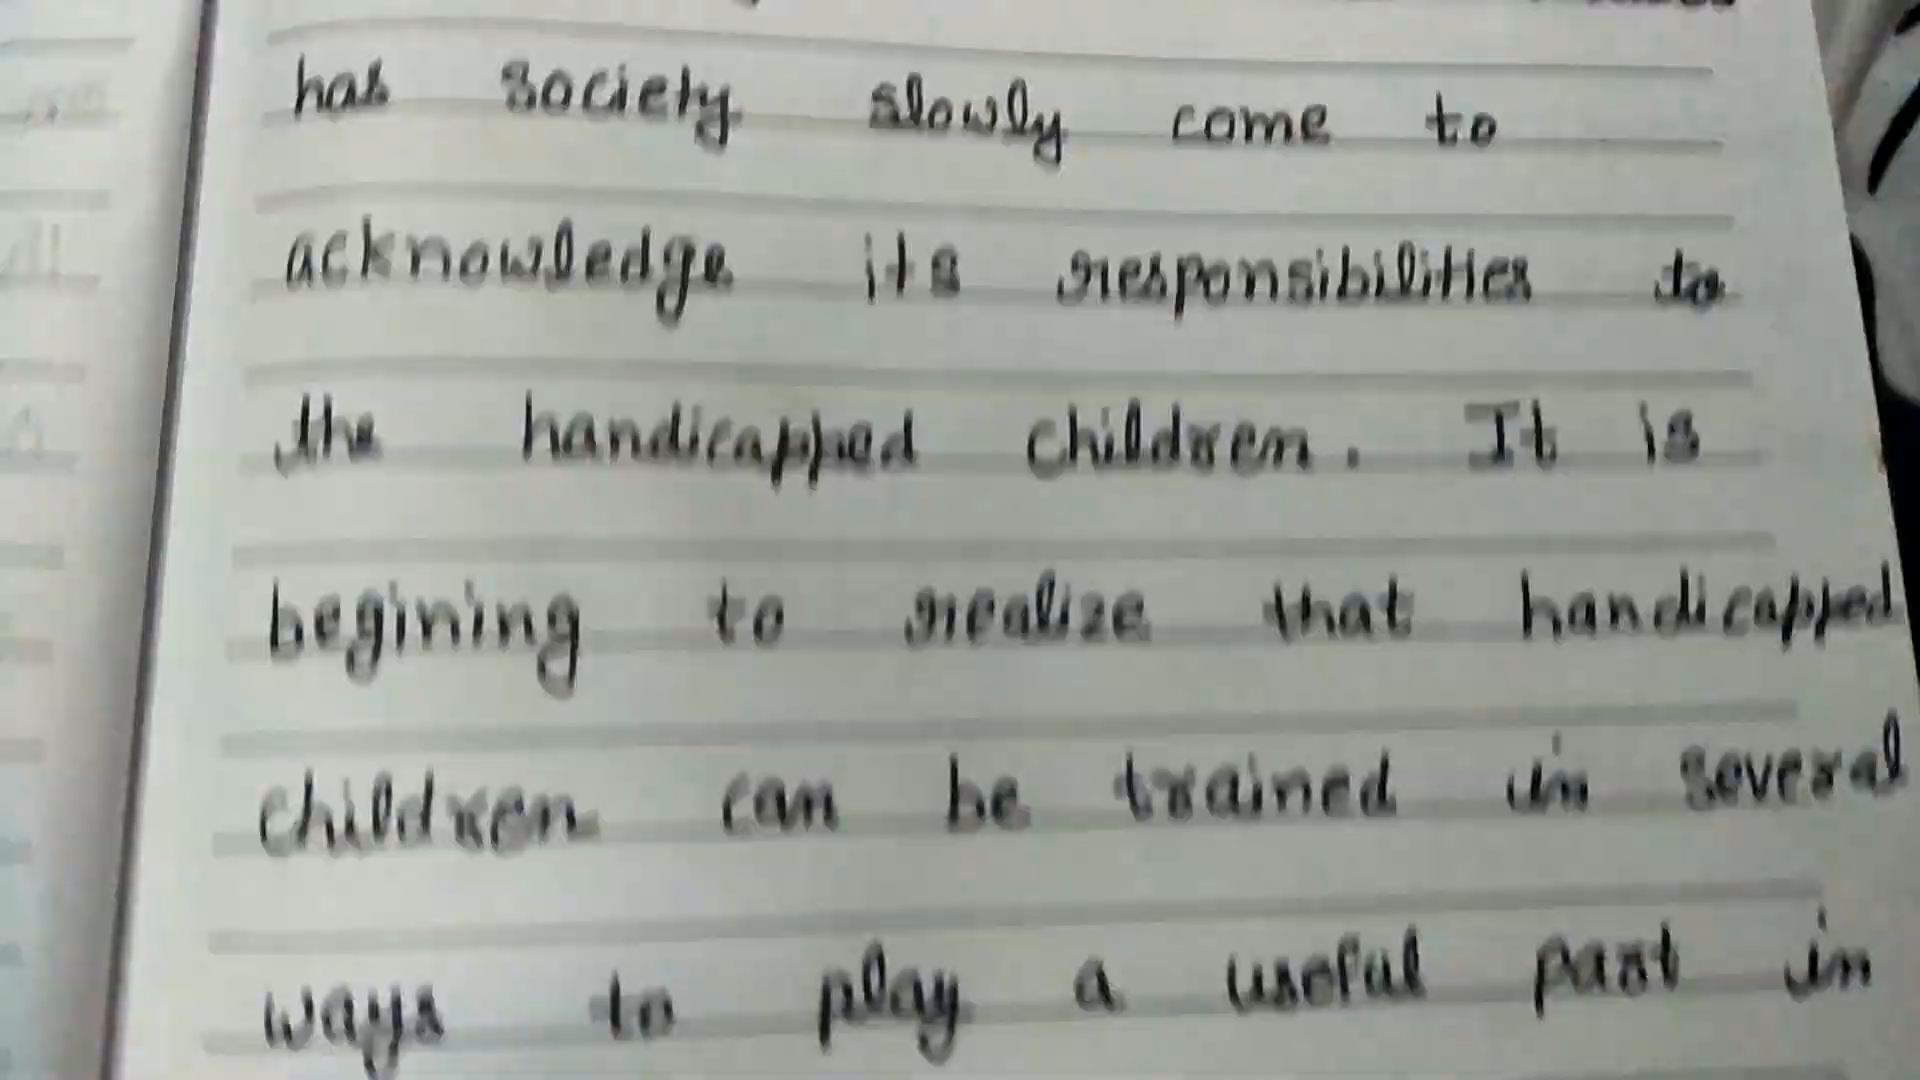 has society slowly come to
acknowledge its responsibilities to
the handicapped children. It is
begining to realize that handicapped
children can be trained in several
ways to play a useful part in